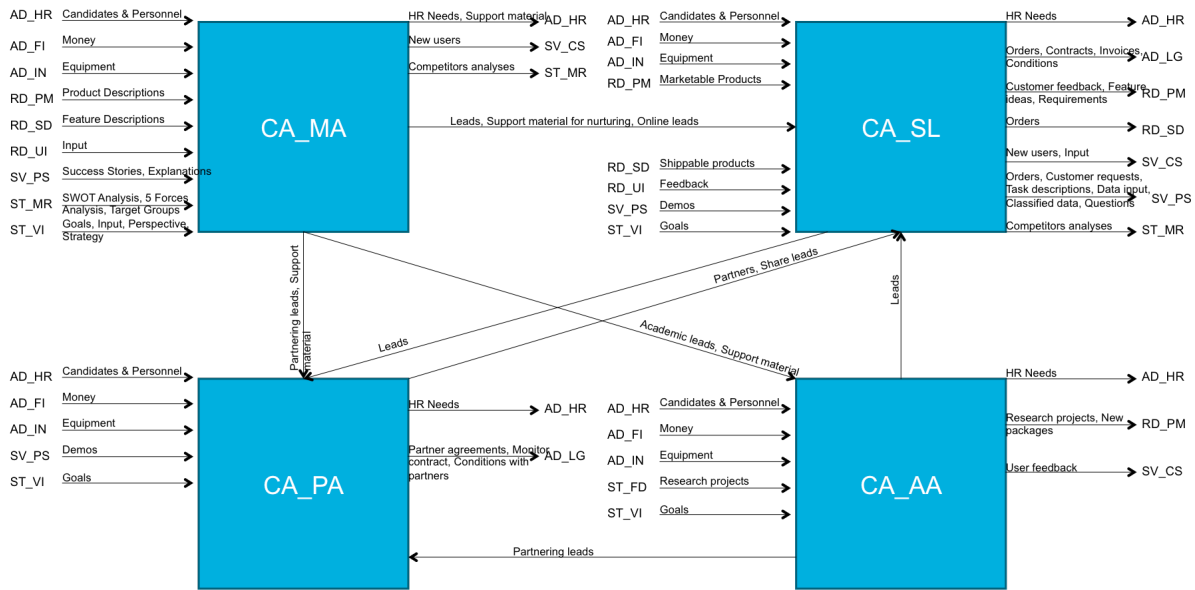 AD_HR Candidates & Personnel
AD_FI Money
AD_IN Equipment
RD_PM Product Descriptions
RD_SD Feature Descriptions
RD_UI Input
SV_PS Success Stories, Explanations
ST_MR SWOT Analysis, 5 Forces
Analysis, Target Groups
ST_VI Goals, Input, Perspective,
Strategy
CA_MA
HR Needs, Support material AD_HR
New users SV_CS
Competitors analyses ST_MR
Leads, Support material for nurturing, Online leads
AD_HR Candidates & Personnel
AD_FI Money
AD_IN Equipment
RD_PM Marketable Products
RD_SD Shippable products
RD_UI Feedback
SV_PS Demos
ST_VI Goals
CA_SL
HR Needs AD_HR
Orders, Contracts, Invoices,
Conditions AD_LG
Customer feedback, Feature
ideas, Requirements RD_PM
Orders RD_SD
New users, Input SV_CS
Orders, Customer requests,
Task descriptions, Data input,
Classified data, Questions SV_PS
Competitors analyses ST_MR
Partnering leads, Support
material
Leads
Partners, Share leads
Academic leads, Support material
Leads
AD_HR Candidates & Personnel
AD_FI Money
AD_IN Equipment
SV_PS Demos
ST_VI Goals
CA_PA
HR Needs AD_HR
Partner agreements, Monitor
contract, Conditions with
partners AD_LG
AD_HR Candidates & Personnel
AD_FI Money
AD_IN Equipment
ST_FD Research projects
ST_VI Goals
CA_AA
HR Needs AD_HR
Research projects, New
packages RD_PM
User feedback SV_CS
Partnering leads